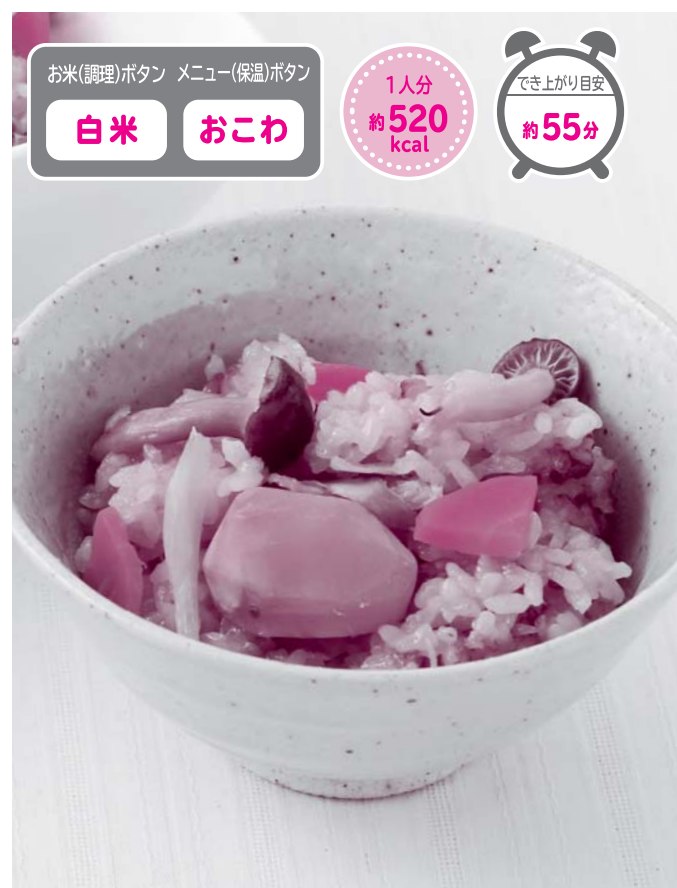 お米(調理)ボタン
白米
メニュー(保温)ボタン
おこわ
1人分
約520
kcal
でき上がり目安
約55分